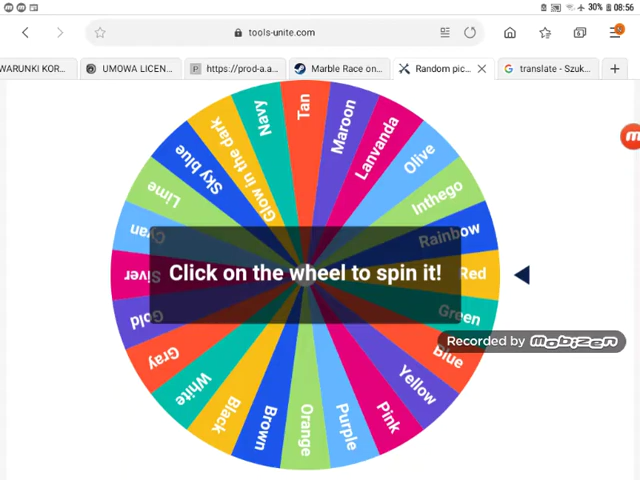 30% 08:56
tools-unite.com
WARUNKI KOR...
UMOWA LICEN...
https://prod-a.a...
Marble Race on...
Random pic...
translate - Szuk...
Tan
Maroon
Lanvanda
Olive
Inthego
Rainbow
Red
Green
Blue
Yellow
Pink
Purple
Orange
Brown
Black
White
Gray
Gold
Siver
Cyan
Lime
Sky blue
Glow in the dark
Navy
Click on the wheel to spin it!
Recorded by mobizen